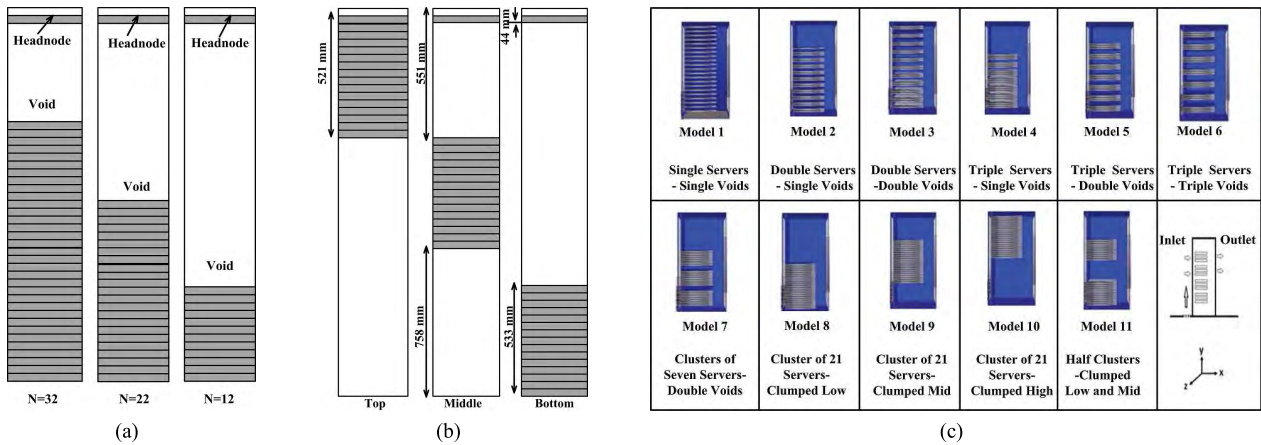 Headnode
Headnode
Headnode
Void
Void
Void
N=32
N=22
N=12
(a)
521 mm
551 mm
44 mm
758 mm
533 mm
Top
Middle
Bottom
(b)
Model 1
Model 2
Model 3
Model 4
Model 5
Model 6
Single Servers
- Single Voids
Double Servers
- Single Voids
Double Servers
-Double Voids
Triple Servers
- Single Voids
Triple Servers
- Double Voids
Triple Servers
- Triple Voids
Inlet
Outlet
y
x
z
Model 7
Model 8
Model 9
Model 10
Model 11
Clusters of
Seven Servers-
Double Voids
Cluster of 21
Servers-
Clumped Low
Cluster of 21
Servers-
Clumped Mid
Cluster of 21
Servers-
Clumped High
Half Clusters
-Clumped
Low and Mid
(c)